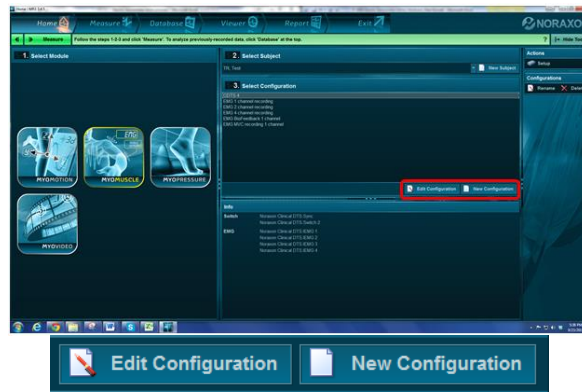 Home Measure Database Viewer Report Exit NORAXON
Measure Follow the steps 1-2-3 and click 'Measure'. To analyze previously-recorded data, click 'Database' at the top. ?
1. Select Module
2. Select Subject
New Subject
3. Select Configuration
EMG 1 channel recording
EMG 3 channel recording
EMG 4 channel recording
EMG Biofeedback 1 channel
EMG MVC recording 1 channel
Edit Configuration New Configuration
Info
Switch Noraxon Clinical DTS Sync
Noraxon Clinical DTS Switch 2
EMG Noraxon Clinical DTS iEMG 1
Noraxon Clinical DTS iEMG 2
Noraxon Clinical DTS iEMG 3
Noraxon Clinical DTS iEMG 4
Actions
Setup
Configurations
Rename
MYOMOTION
EMG
MYOMUSCLE
MYOPRESSURE
MYOVIDEO
Edit Configuration New Configuration